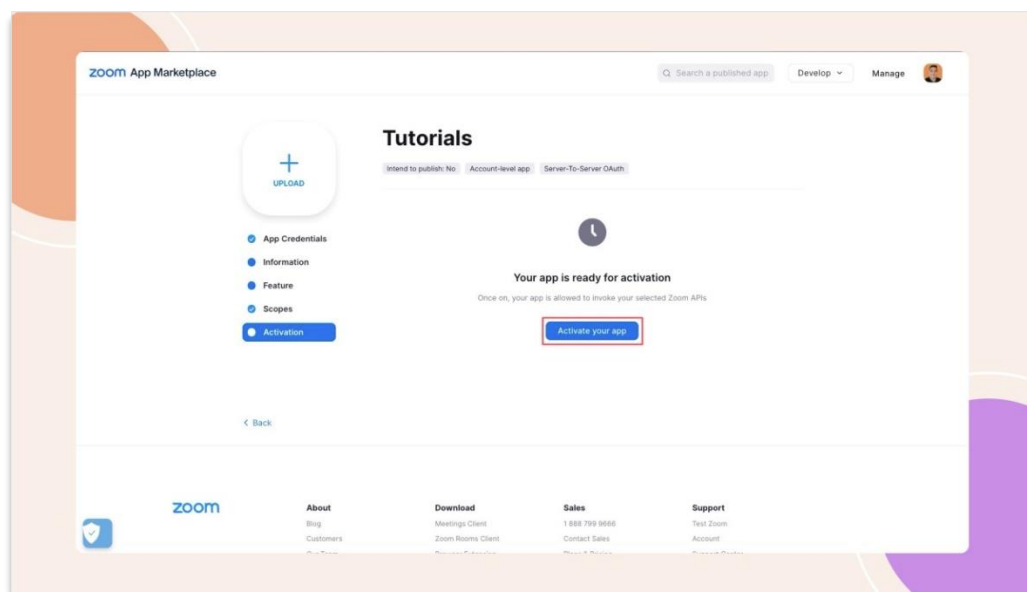 zoom App Marketplace
Search a published app
Develop
Manage
UPLOAD
Tutorials
Intend to publish: No
Account-level app
Server-To-Server OAuth
App Credentials
Information
Feature
Scopes
Activation
Your app is ready for activation
Once on, your app is allowed to invoke your selected Zoom APIs
Activate your app
Back
zoom
About
Blog
Customers
Download
Meetings Client
Zoom Rooms Client
Sales
1 888 799 9666
Contact Sales
Support
Test Zoom
Account